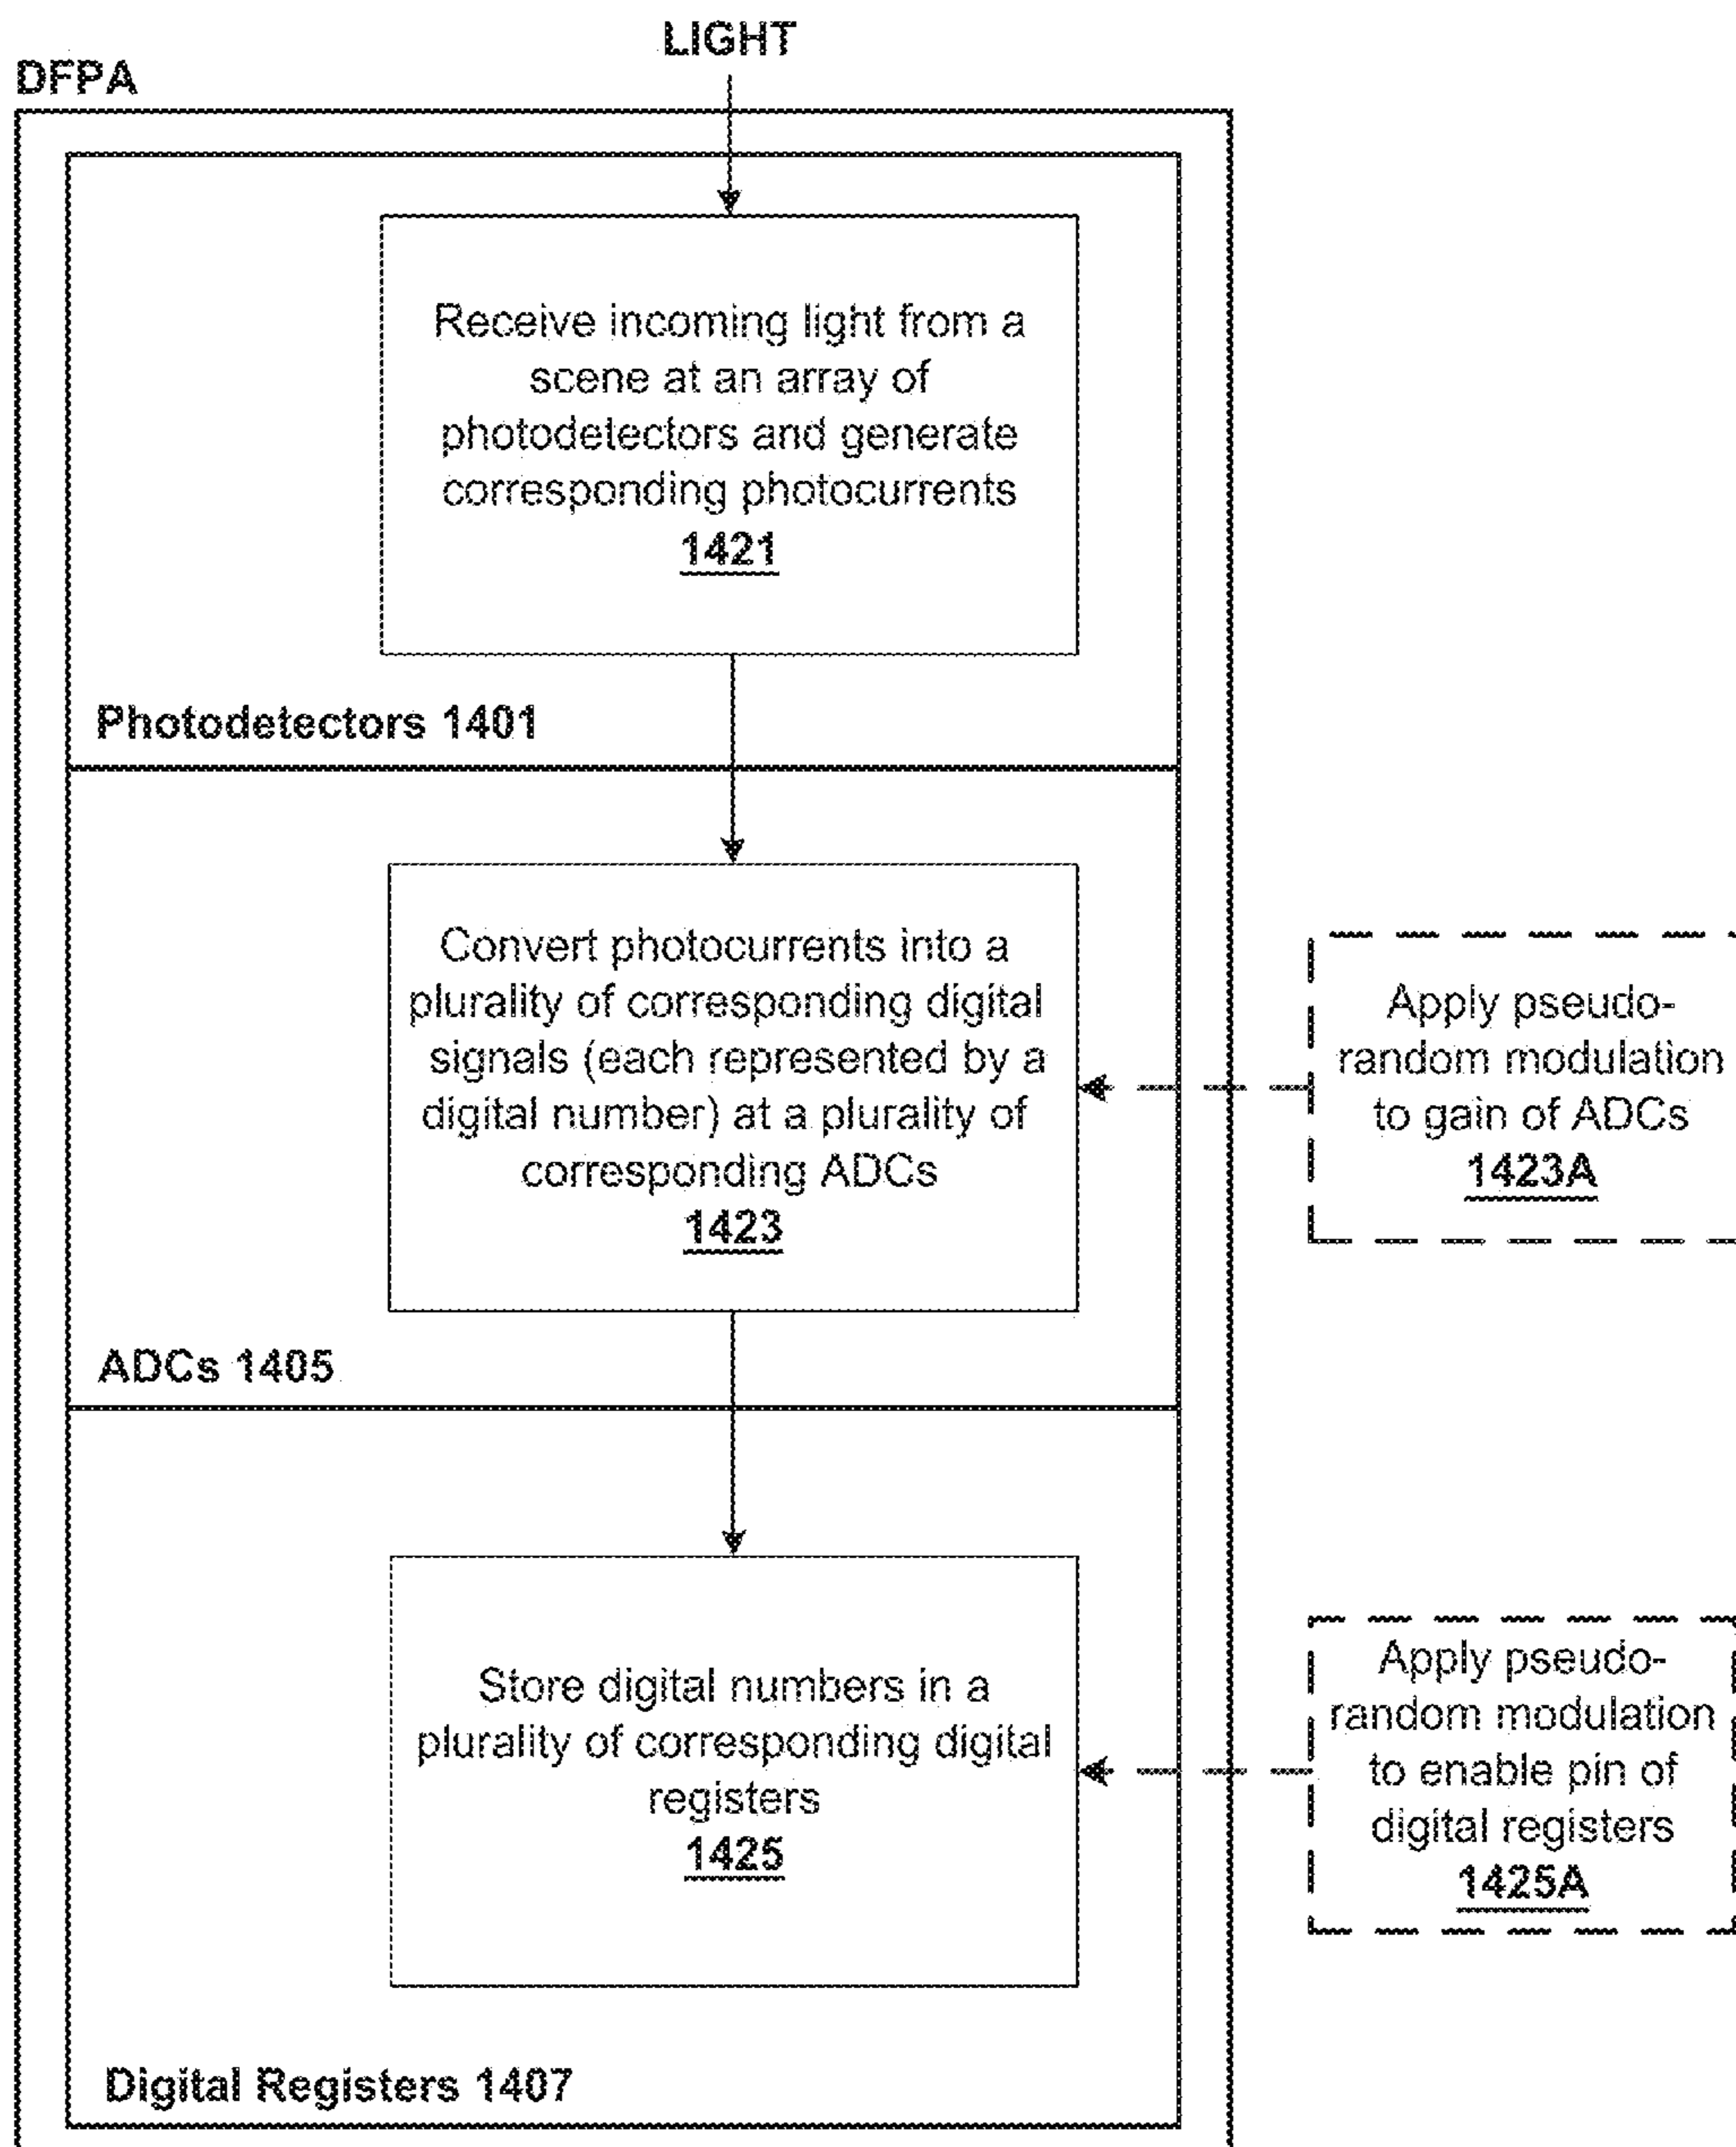 LIGHT
DFPA
Receive incoming light from a
scene at an array of
photodetectors and generate
corresponding photocurrents
1421
Photodetectors 1401
Convert photocurrents into a
plurality of corresponding digital
signals (each represented by a
digital number) at a plurality of
corresponding ADCs
1423
Apply pseudo-
random modulation
to gain of ADCs
1423A
ADCs 1405
Store digital numbers in a
plurality of corresponding digital
registers
1425
Apply pseudo-
random modulation
to enable pin of
digital registers
1425A
Digital Registers 1407